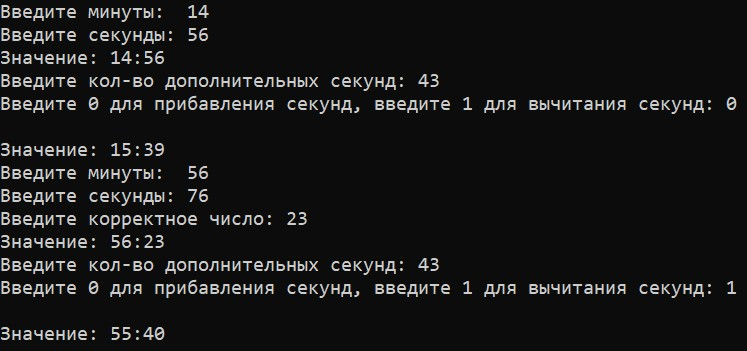 Введите минуты:  14
Введите секунды: 56
Значение: 14:56
Введите кол-во дополнительных секунд: 43
Введите 0 для прибавления секунд, введите 1 для вычитания секунд: 0
Значение: 15:39
Введите минуты:  56
Введите секунды: 76
Введите корректное число: 23
Значение: 56:23
Введите кол-во дополнительных секунд: 43
Введите 0 для прибавления секунд, введите 1 для вычитания секунд: 1
Значение: 55:40